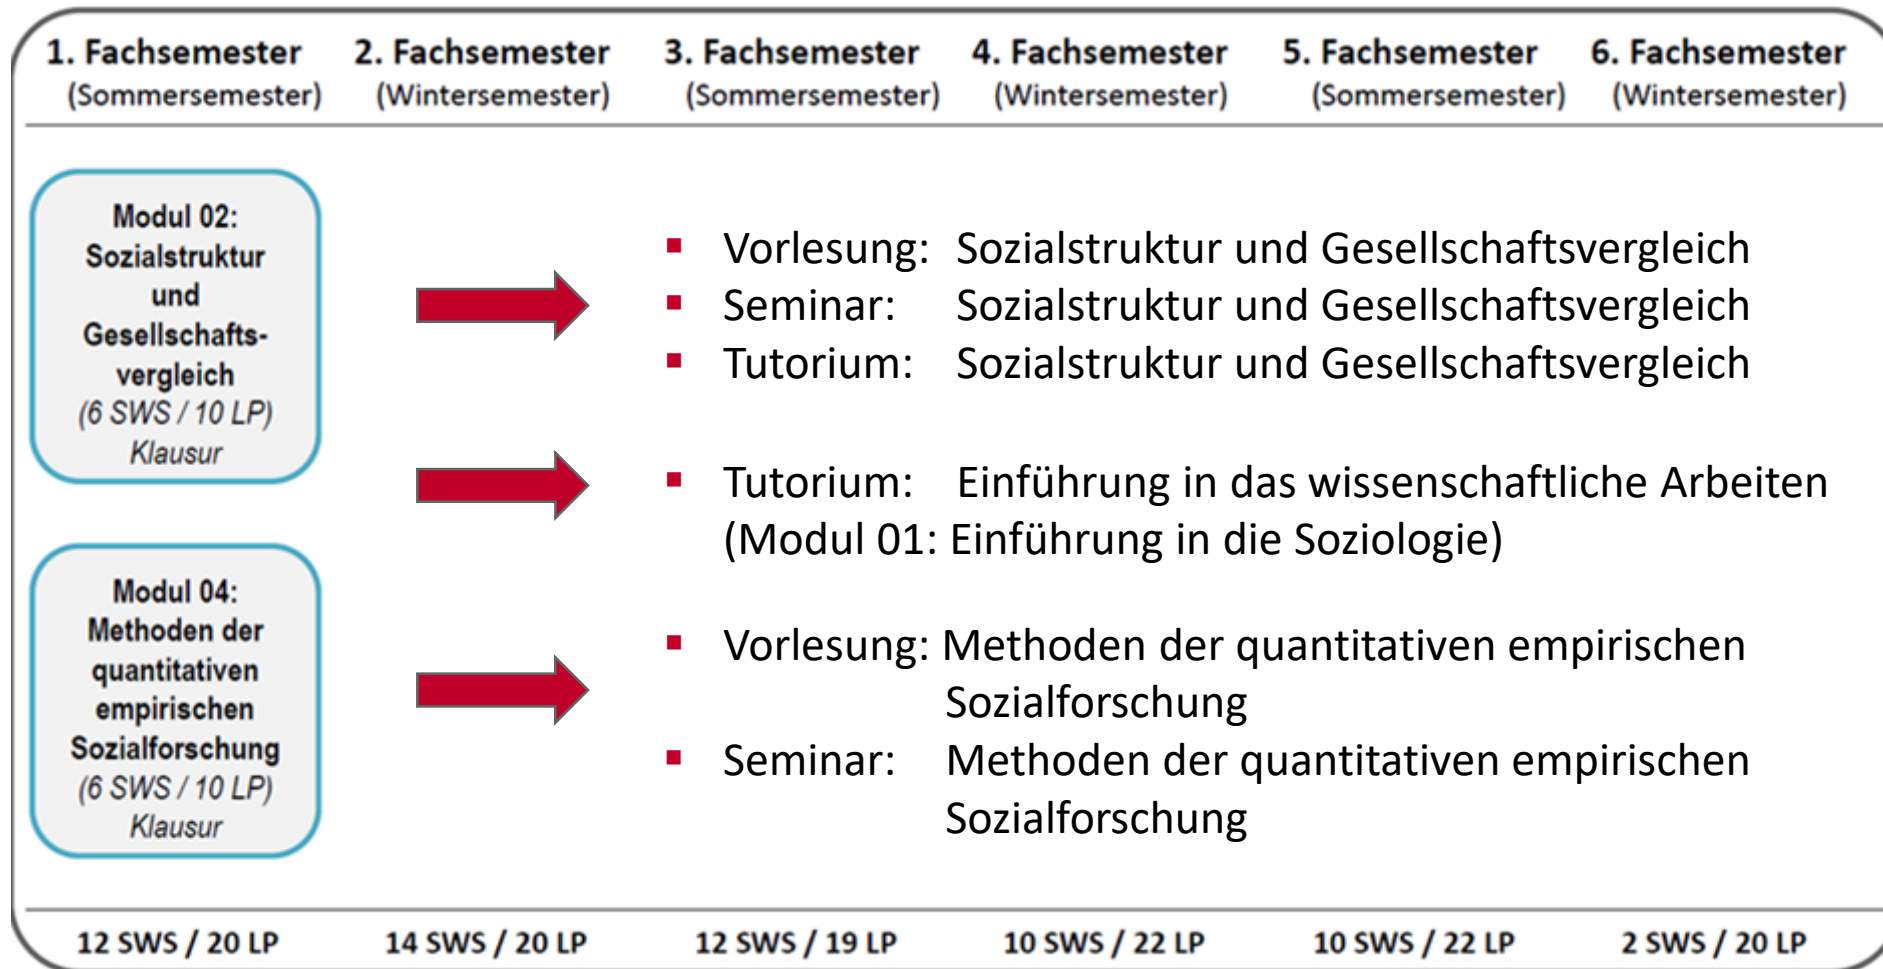 1. Fachsemester 2. Fachsemester 3. Fachsemester 4. Fachsemester 5. Fachsemester 6. Fachsemester
(Sommersemester) (Wintersemester) (Sommersemester) (Wintersemester) (Sommersemester) (Wintersemester)
Modul 02:
Sozialstruktur
und
Gesellschafts-
vergleich
(6 SWS / 10 LP)
Klausur
▪ Vorlesung: Sozialstruktur und Gesellschaftsvergleich
▪ Seminar: Sozialstruktur und Gesellschaftsvergleich
▪ Tutorium: Sozialstruktur und Gesellschaftsvergleich
▪ Tutorium: Einführung in das wissenschaftliche Arbeiten
(Modul 01: Einführung in die Soziologie)
Modul 04:
Methoden der
quantitativen
empirischen
Sozialforschung
(6 SWS / 10 LP)
Klausur
▪ Vorlesung: Methoden der quantitativen empirischen
Sozialforschung
▪ Seminar: Methoden der quantitativen empirischen
Sozialforschung
12 SWS / 20 LP 14 SWS / 20 LP 12 SWS / 19 LP 10 SWS / 22 LP 10 SWS / 22 LP 2 SWS / 20 LP